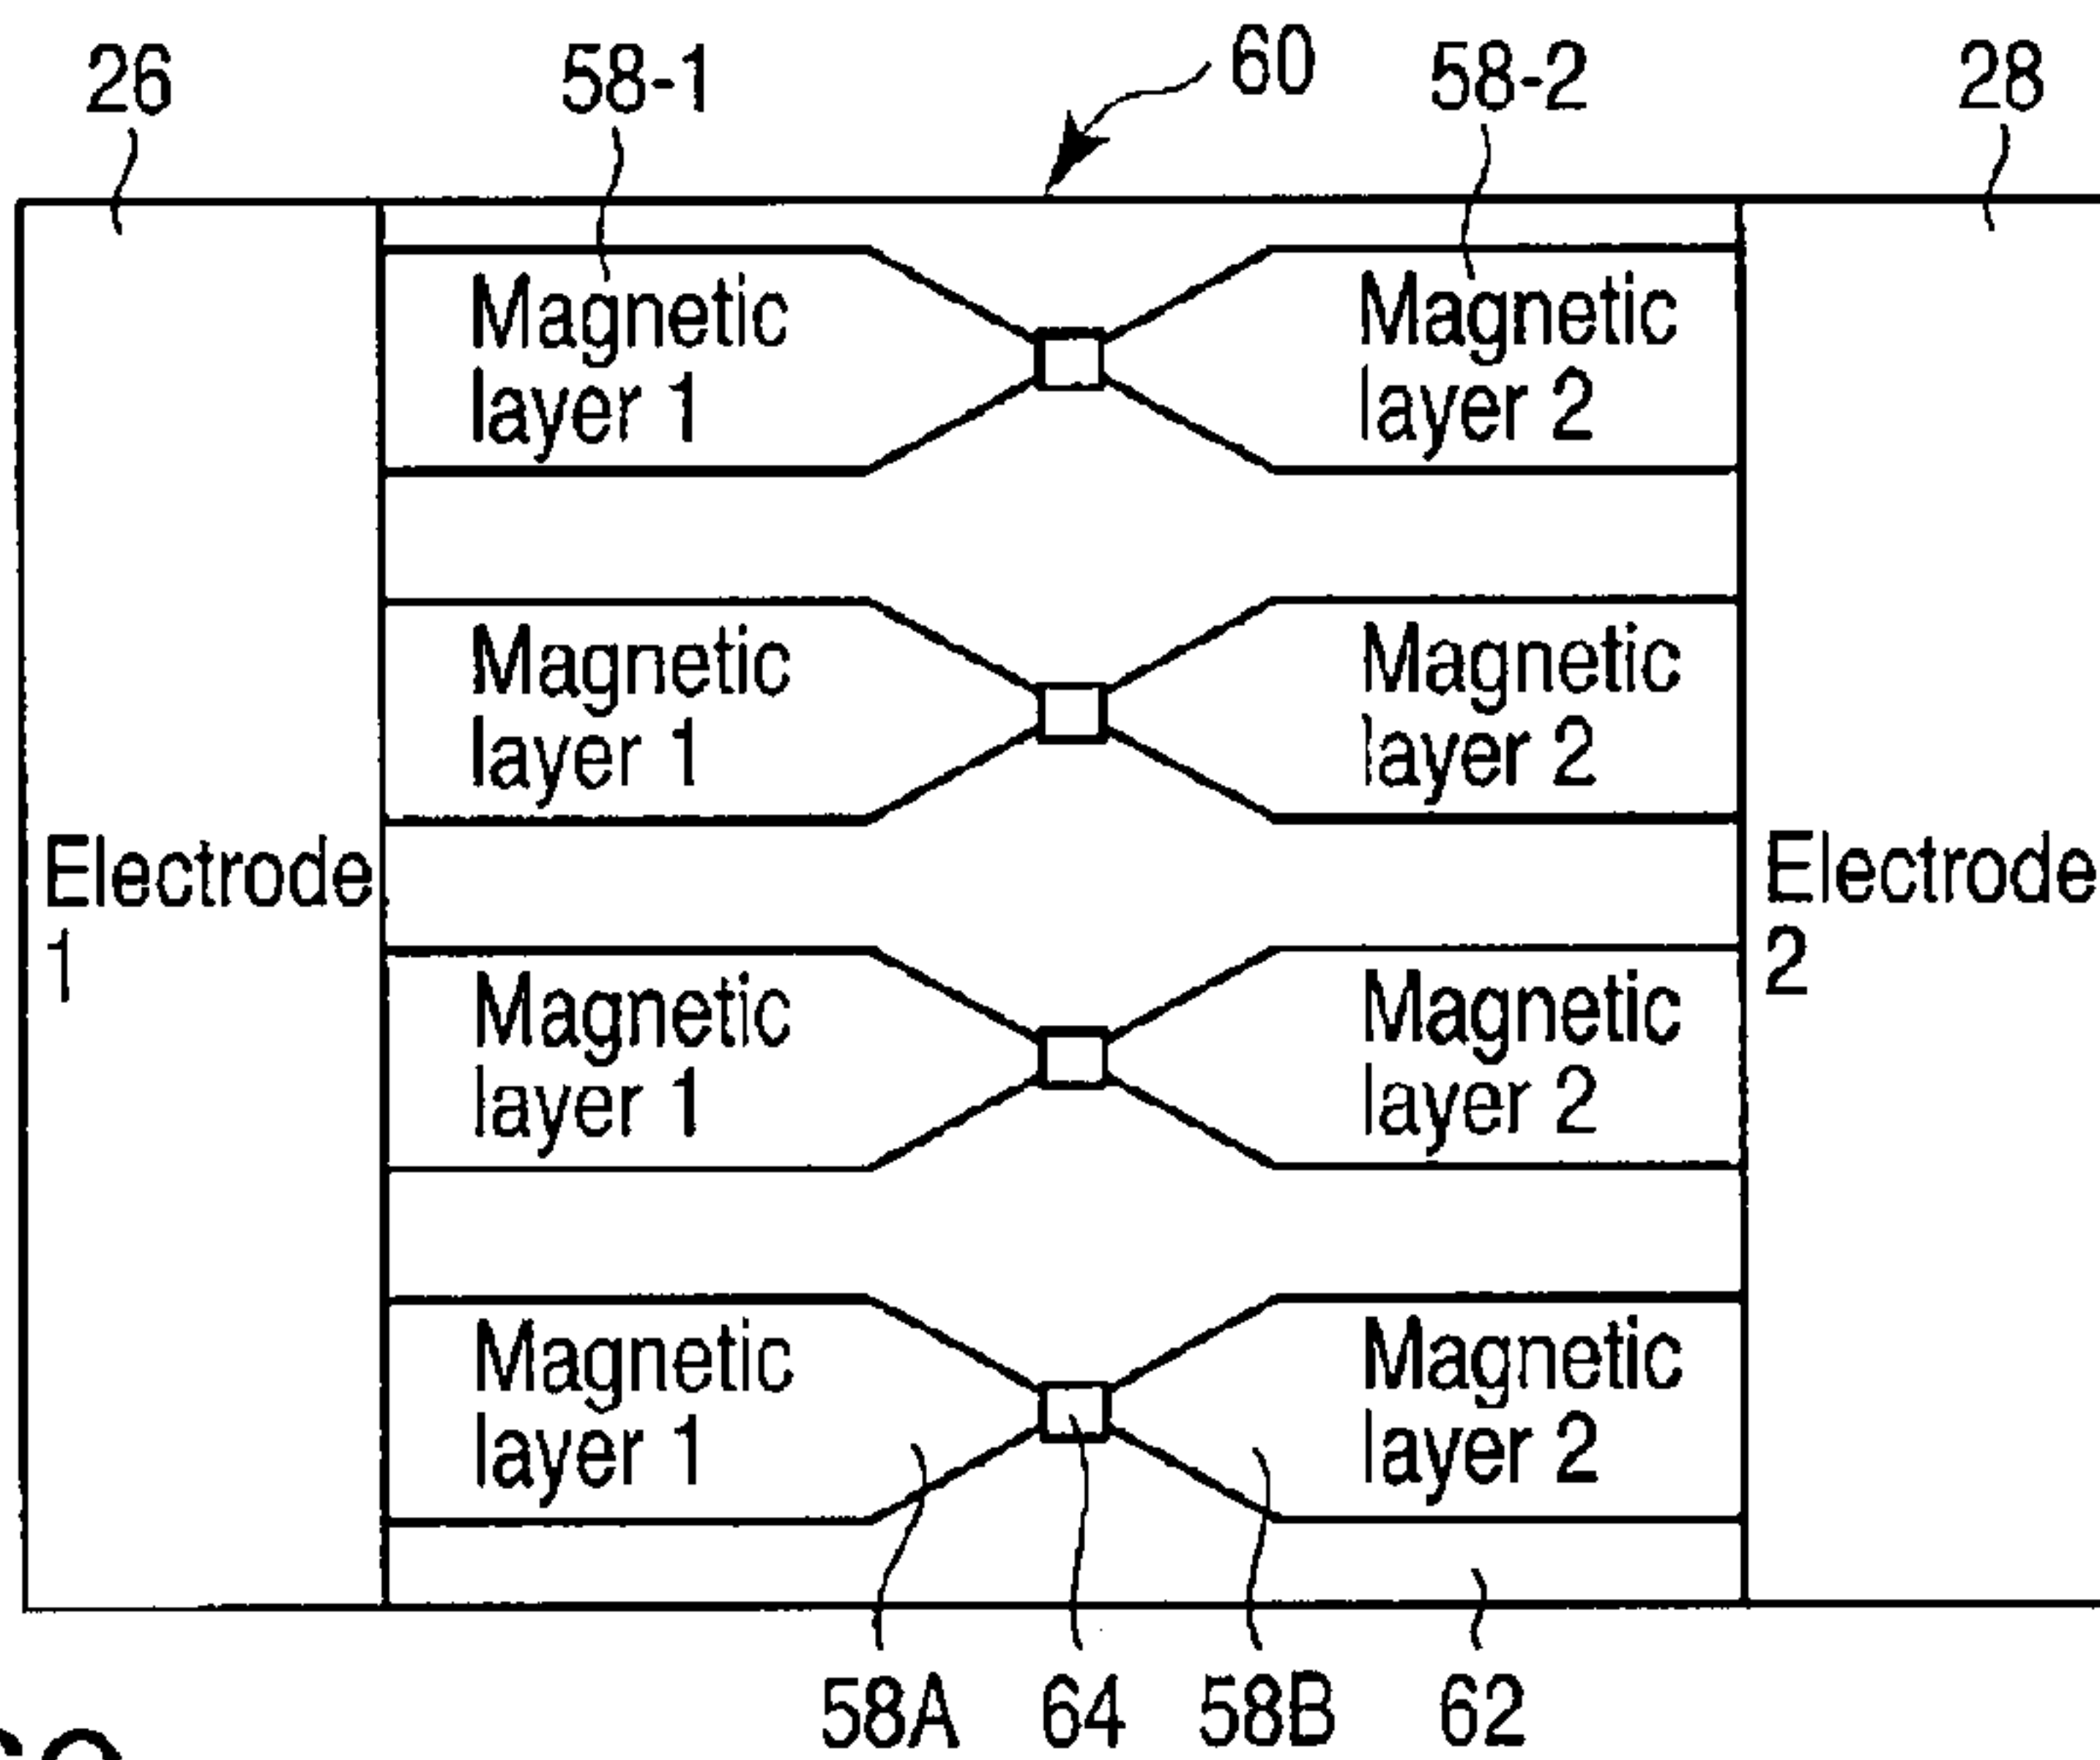 26 58-1 60 58-2 28
Magnetic
layer 1
Magnetic
layer 2
Magnetic
layer 1
Magnetic
layer 2
Electrode
1
Electrode
2
Magnetic
layer 1
Magnetic
layer 2
Magnetic
layer 1
Magnetic
layer 2
58A 64 58B 62